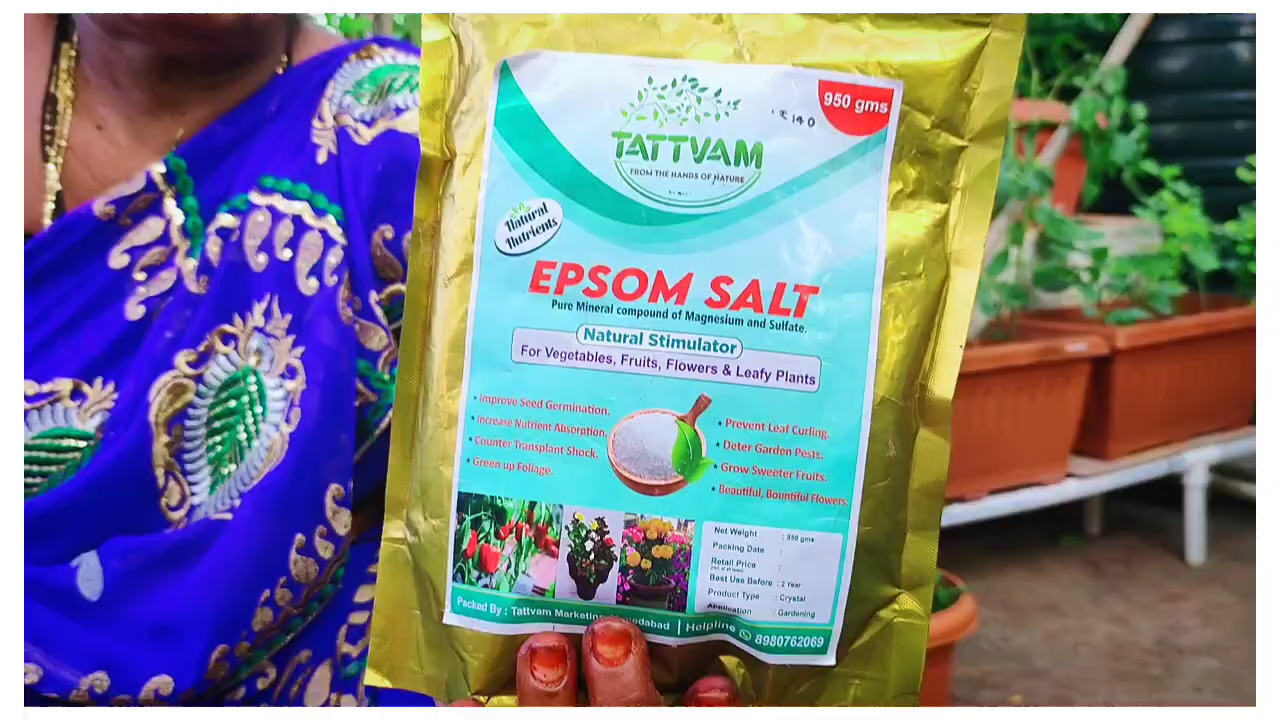 950 gms
₹ 140
TATTVAM
FROM THE HANDS OF NATURE
Natural
Nutrients
EPSOM SALT
Pure Mineral compound of Magnesium and Sulfate.
Natural Stimulator
For Vegetables, Fruits, Flowers & Leafy Plants
• Improve Seed Germination.
• Increase Nutrient Absorption.
• Counter Transplant Shock.
• Green up Foliage.
• Prevent Leaf Curling.
• Deter Garden Pests.
• Grow Sweeter Fruits.
• Beautiful, Bountiful Flowers.
Net Weight : 950 gms
Packing Date :
Retail Price :
Best Use Before : 2 Year
Product Type : Crystal
Application : Gardening
Packed By : Tattvam Marketing | Helpline 8980762069